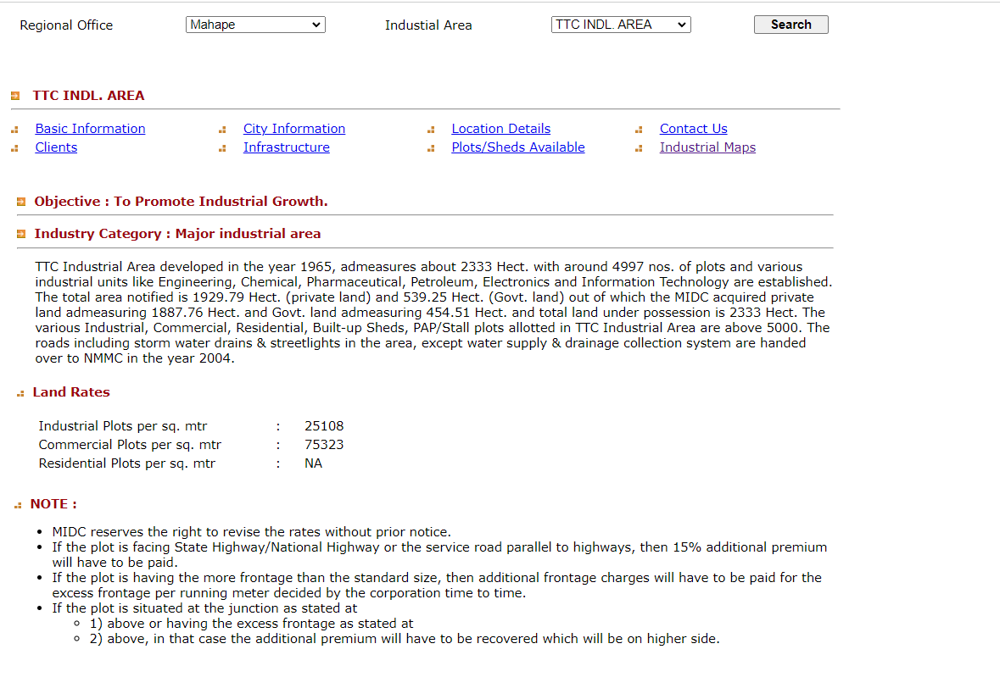 Regional Office Mahape Industial Area TTC INDL. AREA Search
TTC INDL. AREA
Basic Information City Information Location Details Contact Us
Clients Infrastructure Plots/Sheds Available Industrial Maps
Objective : To Promote Industrial Growth.
Industry Category : Major industrial area
TTC Industrial Area developed in the year 1965, admeasures about 2333 Hect. with around 4997 nos. of plots and various
industrial units like Engineering, Chemical, Pharmaceutical, Petroleum, Electronics and Information Technology are established.
The total area notified is 1929.79 Hect. (private land) and 539.25 Hect. (Govt. land) out of which the MIDC acquired private
land admeasuring 1887.76 Hect. and Govt. land admeasuring 454.51 Hect. and total land under possession is 2333 Hect. The
various Industrial, Commercial, Residential, Built-up Sheds, PAP/Stall plots allotted in TTC Industrial Area are above 5000. The
roads including storm water drains & streetlights in the area, except water supply & drainage collection system are handed
over to NMMC in the year 2004.
Land Rates
Industrial Plots per sq. mtr : 25108
Commercial Plots per sq. mtr : 75323
Residential Plots per sq. mtr : NA
NOTE :
• MIDC reserves the right to revise the rates without prior notice.
• If the plot is facing State Highway/National Highway or the service road parallel to highways, then 15% additional premium
will have to be paid.
• If the plot is having the more frontage than the standard size, then additional frontage charges will have to be paid for the
excess frontage per running meter decided by the corporation time to time.
• If the plot is situated at the junction as stated at
◦ 1) above or having the excess frontage as stated at
◦ 2) above, in that case the additional premium will have to be recovered which will be on higher side.